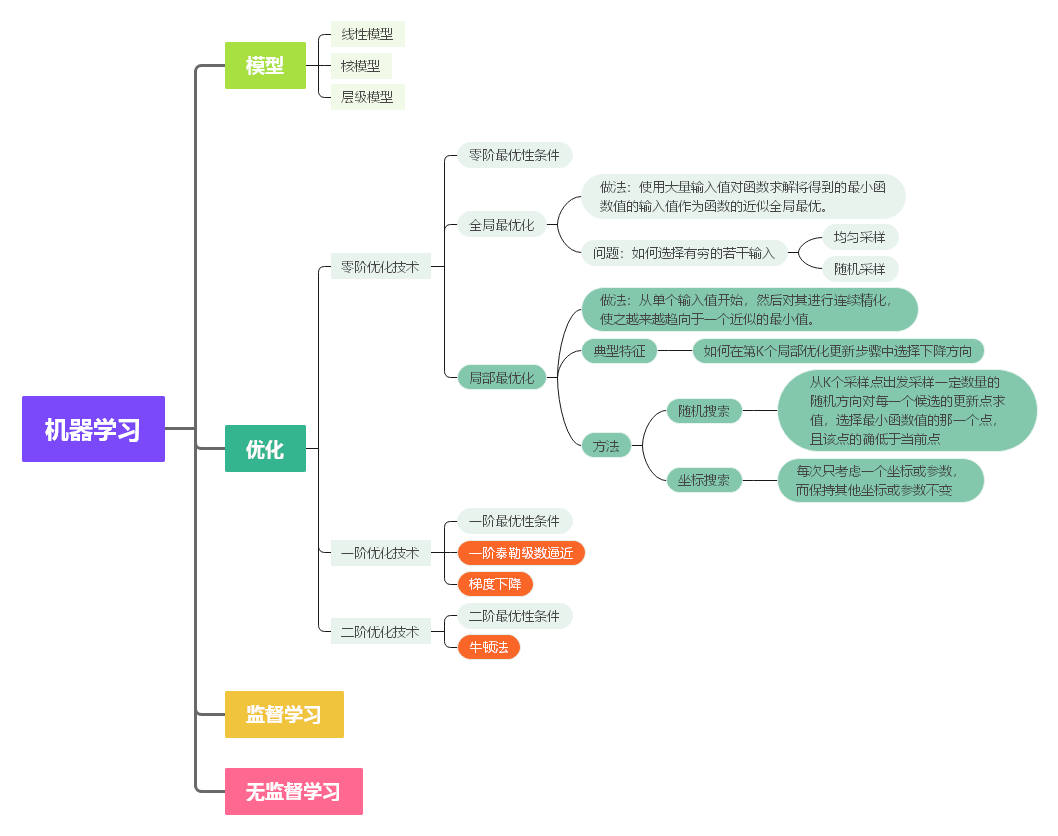 机器学习
模型
线性模型
核模型
层级模型
优化
零阶优化技术
零阶最优性条件
全局最优化
做法：使用大量输入值对函数求解将得到的最小函
数值的输入值作为函数的近似全局最优。
问题：如何选择有穷的若干输入
均匀采样
随机采样
局部最优化
做法：从单个输入值开始，然后对其进行连续精化，
使之越来越趋向于一个近似的最小值。
典型特征
如何在第K个局部优化更新步骤中选择下降方向
方法
随机搜索
从K个采样点出发采样一定数量的
随机方向对每一个候选的更新点求
值，选择最小函数值的那一个点，
且该点的确低于当前点
坐标搜索
每次只考虑一个坐标或参数，
而保持其他坐标或参数不变
一阶优化技术
一阶最优性条件
一阶泰勒级数逼近
梯度下降
二阶优化技术
二阶最优性条件
牛顿法
监督学习
无监督学习